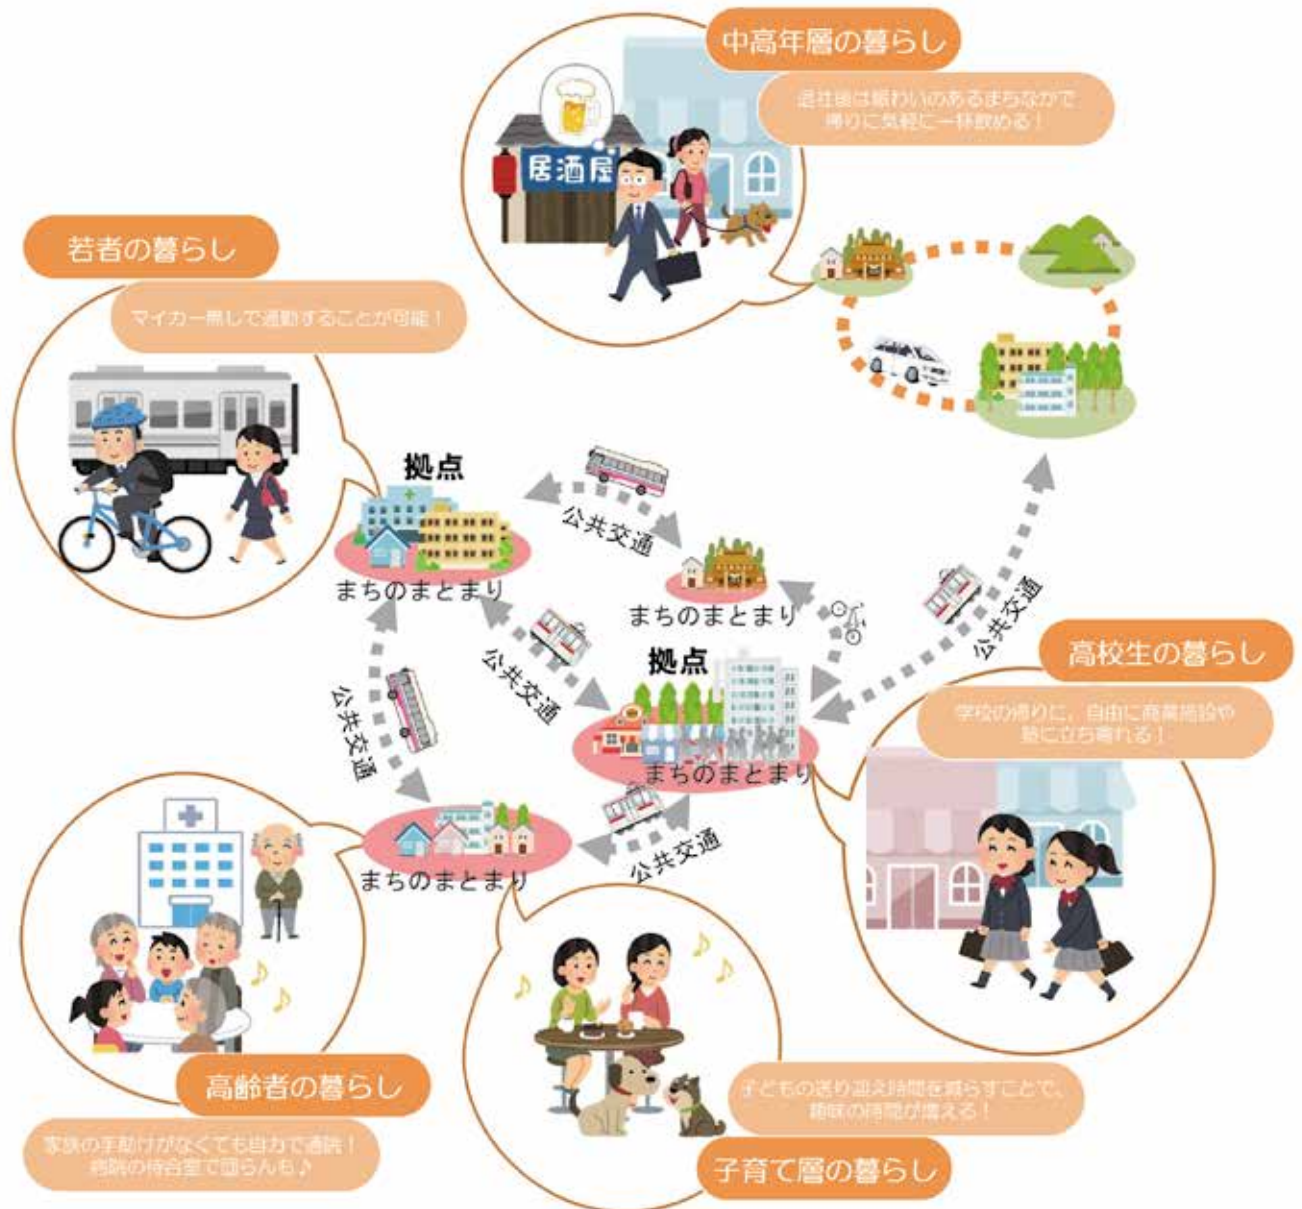 中高年層の暮らし
退社後は賑わいのあるまちなかで
帰りに気軽に一杯飲める!
居酒屋
若者の暮らし
マイカー無しで通勤することが可能!
拠点
まちのまとまり
公共交通
まちのまとまり
公共交通
公共交通
拠点
まちのまとまり
公共交通
高校生の暮らし
学校の帰りに、自由に商業施設や
塾に立ち寄れる!
まちのまとまり
公共交通
高齢者の暮らし
家族の手助けがなくても自力で通院!
病院の待合室で団らんも♪
子どもの送り迎え時間を減らすことで、
趣味の時間が増える!
子育て層の暮らし